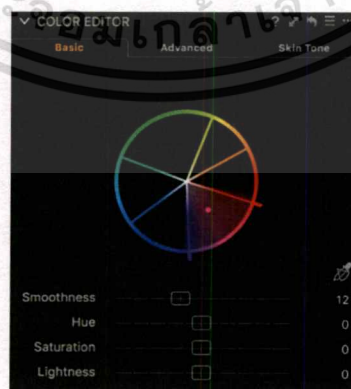 COLOR EDITOR
Basic Advanced Skin Tone
Smoothness 12
Hue 0
Saturation 0
Lightness 0